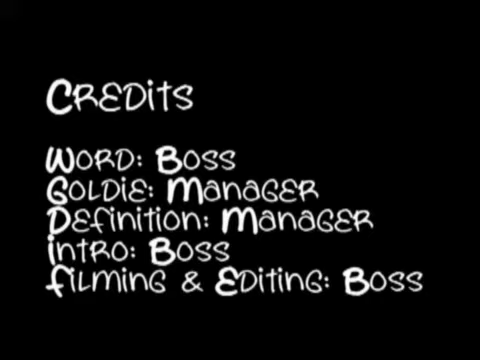 Credits
Word: Boss
Goldie: Manager
Definition: Manager
Intro: Boss
Filming & Editing: Boss